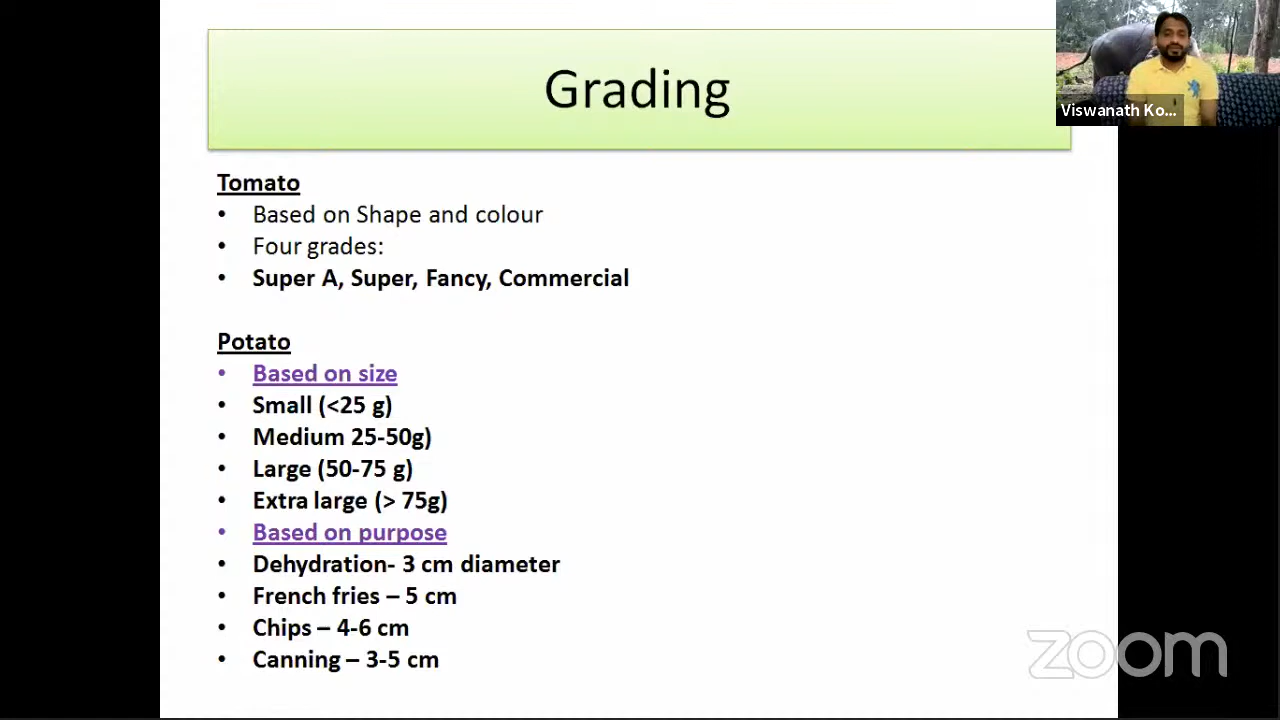 Grading
Viswanath Ko...
Tomato
• Based on Shape and colour
• Four grades:
• Super A, Super, Fancy, Commercial
Potato
• Based on size
• Small (<25 g)
• Medium 25-50g)
• Large (50-75 g)
• Extra large (> 75g)
• Based on purpose
• Dehydration- 3 cm diameter
• French fries – 5 cm
• Chips – 4-6 cm
• Canning – 3-5 cm
zoom